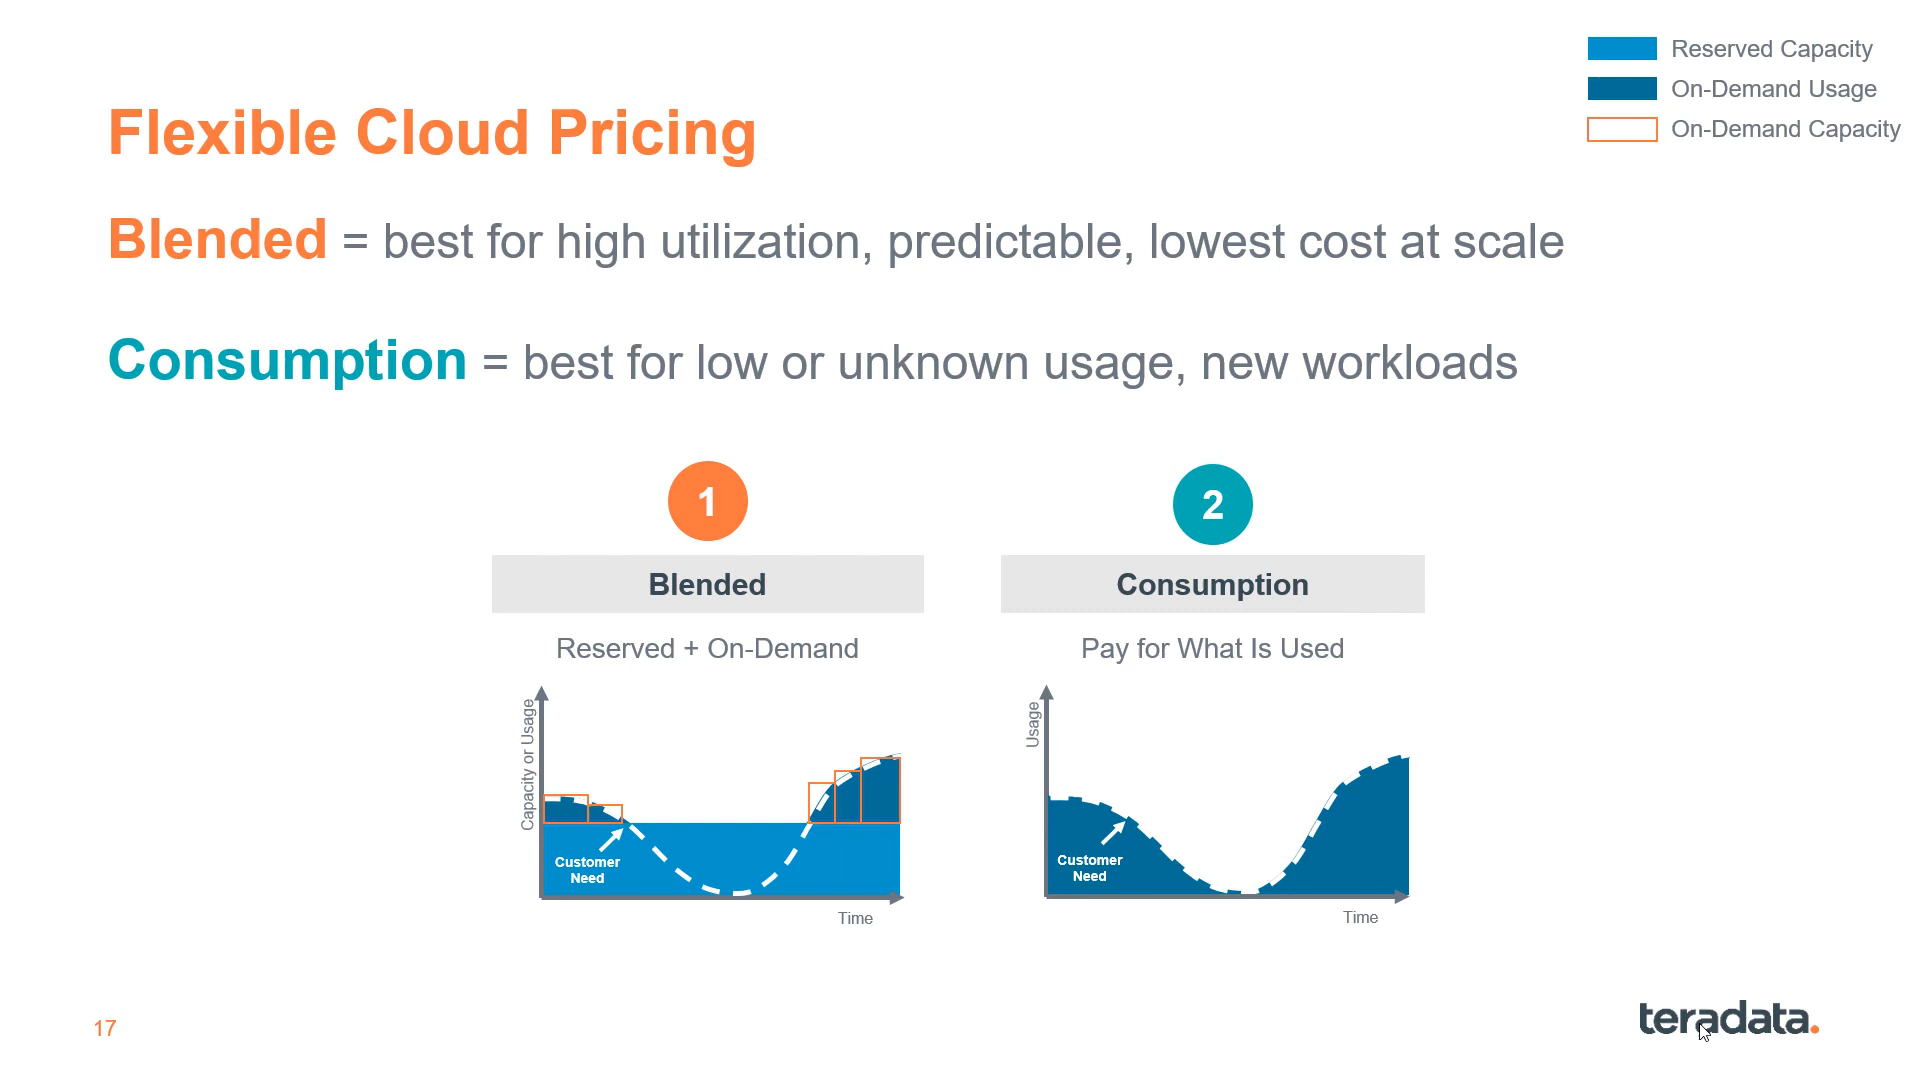 Reserved Capacity
On-Demand Usage
On-Demand Capacity
Flexible Cloud Pricing
Blended = best for high utilization, predictable, lowest cost at scale
Consumption = best for low or unknown usage, new workloads
1
Blended
Reserved + On-Demand
Capacity or Usage
Customer
Need
Time
2
Consumption
Pay for What Is Used
Usage
Customer
Need
Time
17
teradata.